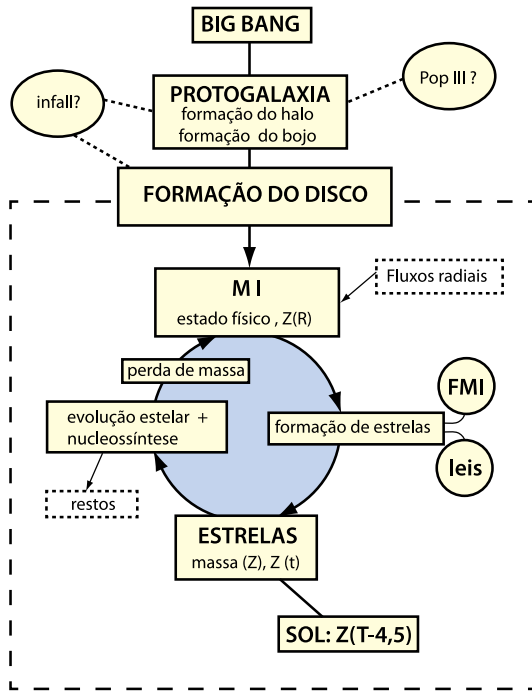 BIG BANG
PROTOGALAXIA
formação do halo
formação do bojo
infall?
Pop III ?
FORMAÇÃO DO DISCO
M I
estado físico , Z(R)
Fluxos radiais
perda de massa
evolução estelar +
nucleossíntese
formação de estrelas
FMI
leis
restos
ESTRELAS
massa (Z), Z (t)
SOL: Z(T-4,5)